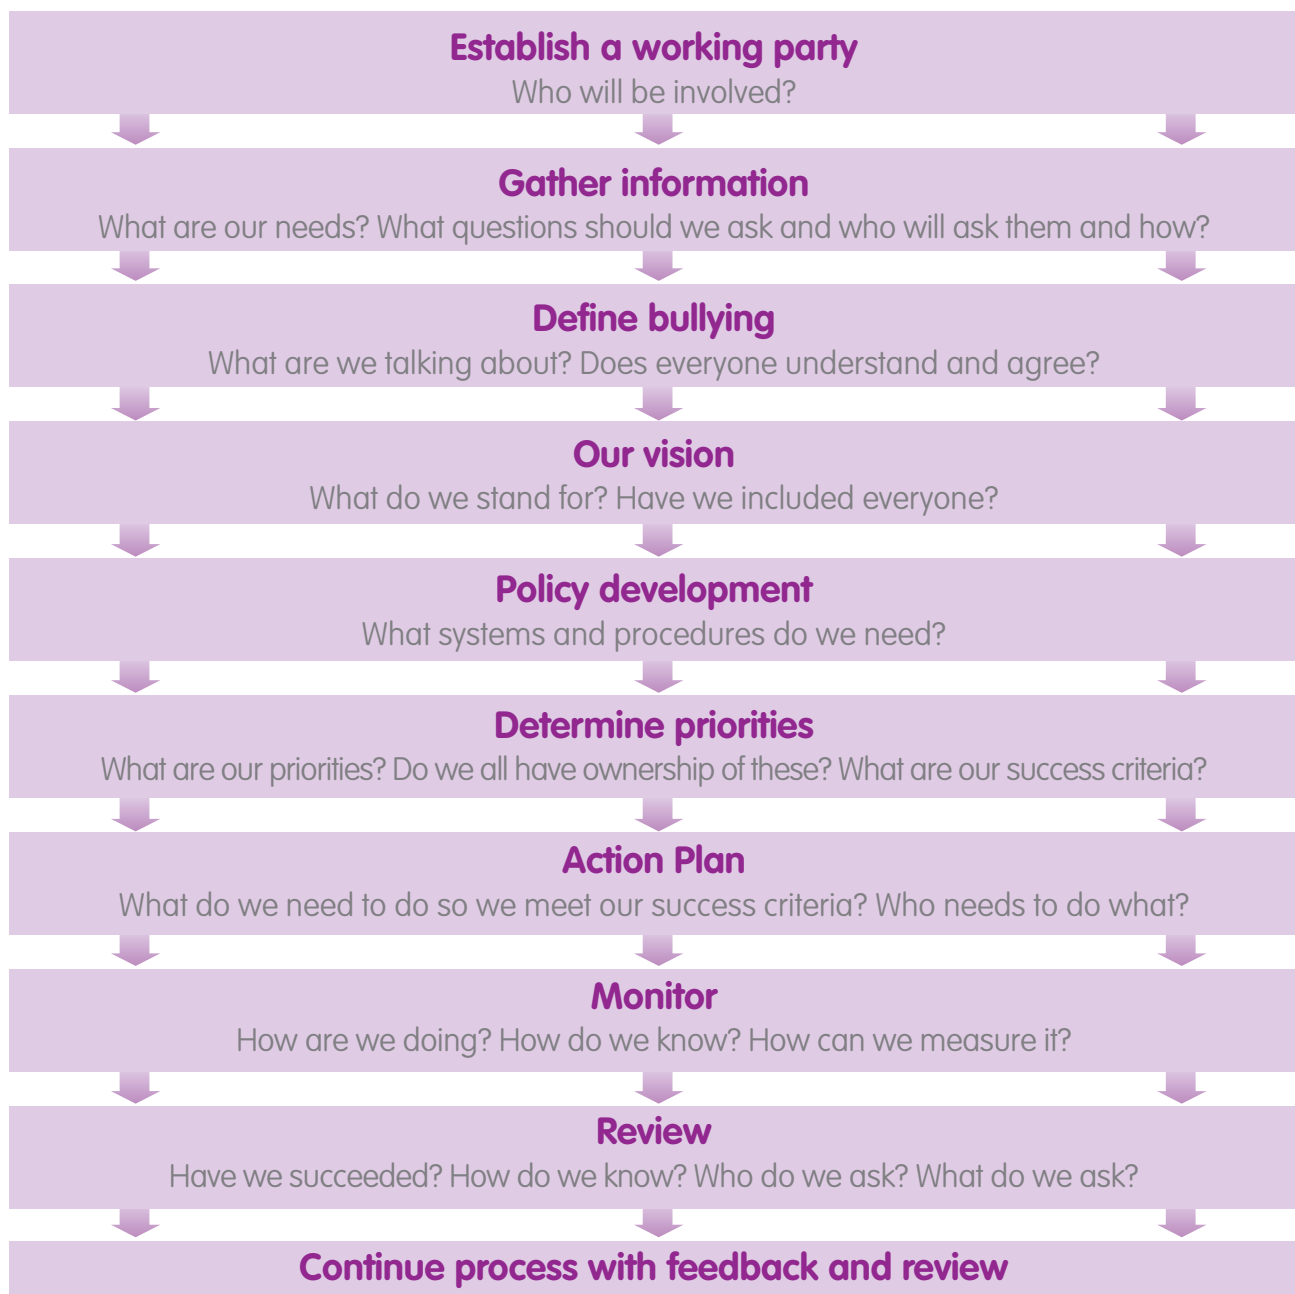 Establish a working party
Who will be involved?
Gather information
What are our needs? What questions should we ask and who will ask them and how?
Define bullying
What are we talking about? Does everyone understand and agree?
Our vision
What do we stand for? Have we included everyone?
Policy development
What systems and procedures do we need?
Determine priorities
What are our priorities? Do we all have ownership of these? What are our success criteria?
Action Plan
What do we need to do so we meet our success criteria? Who needs to do what?
Monitor
How are we doing? How do we know? How can we measure it?
Review
Have we succeeded? How do we know? Who do we ask? What do we ask?
Continue process with feedback and review